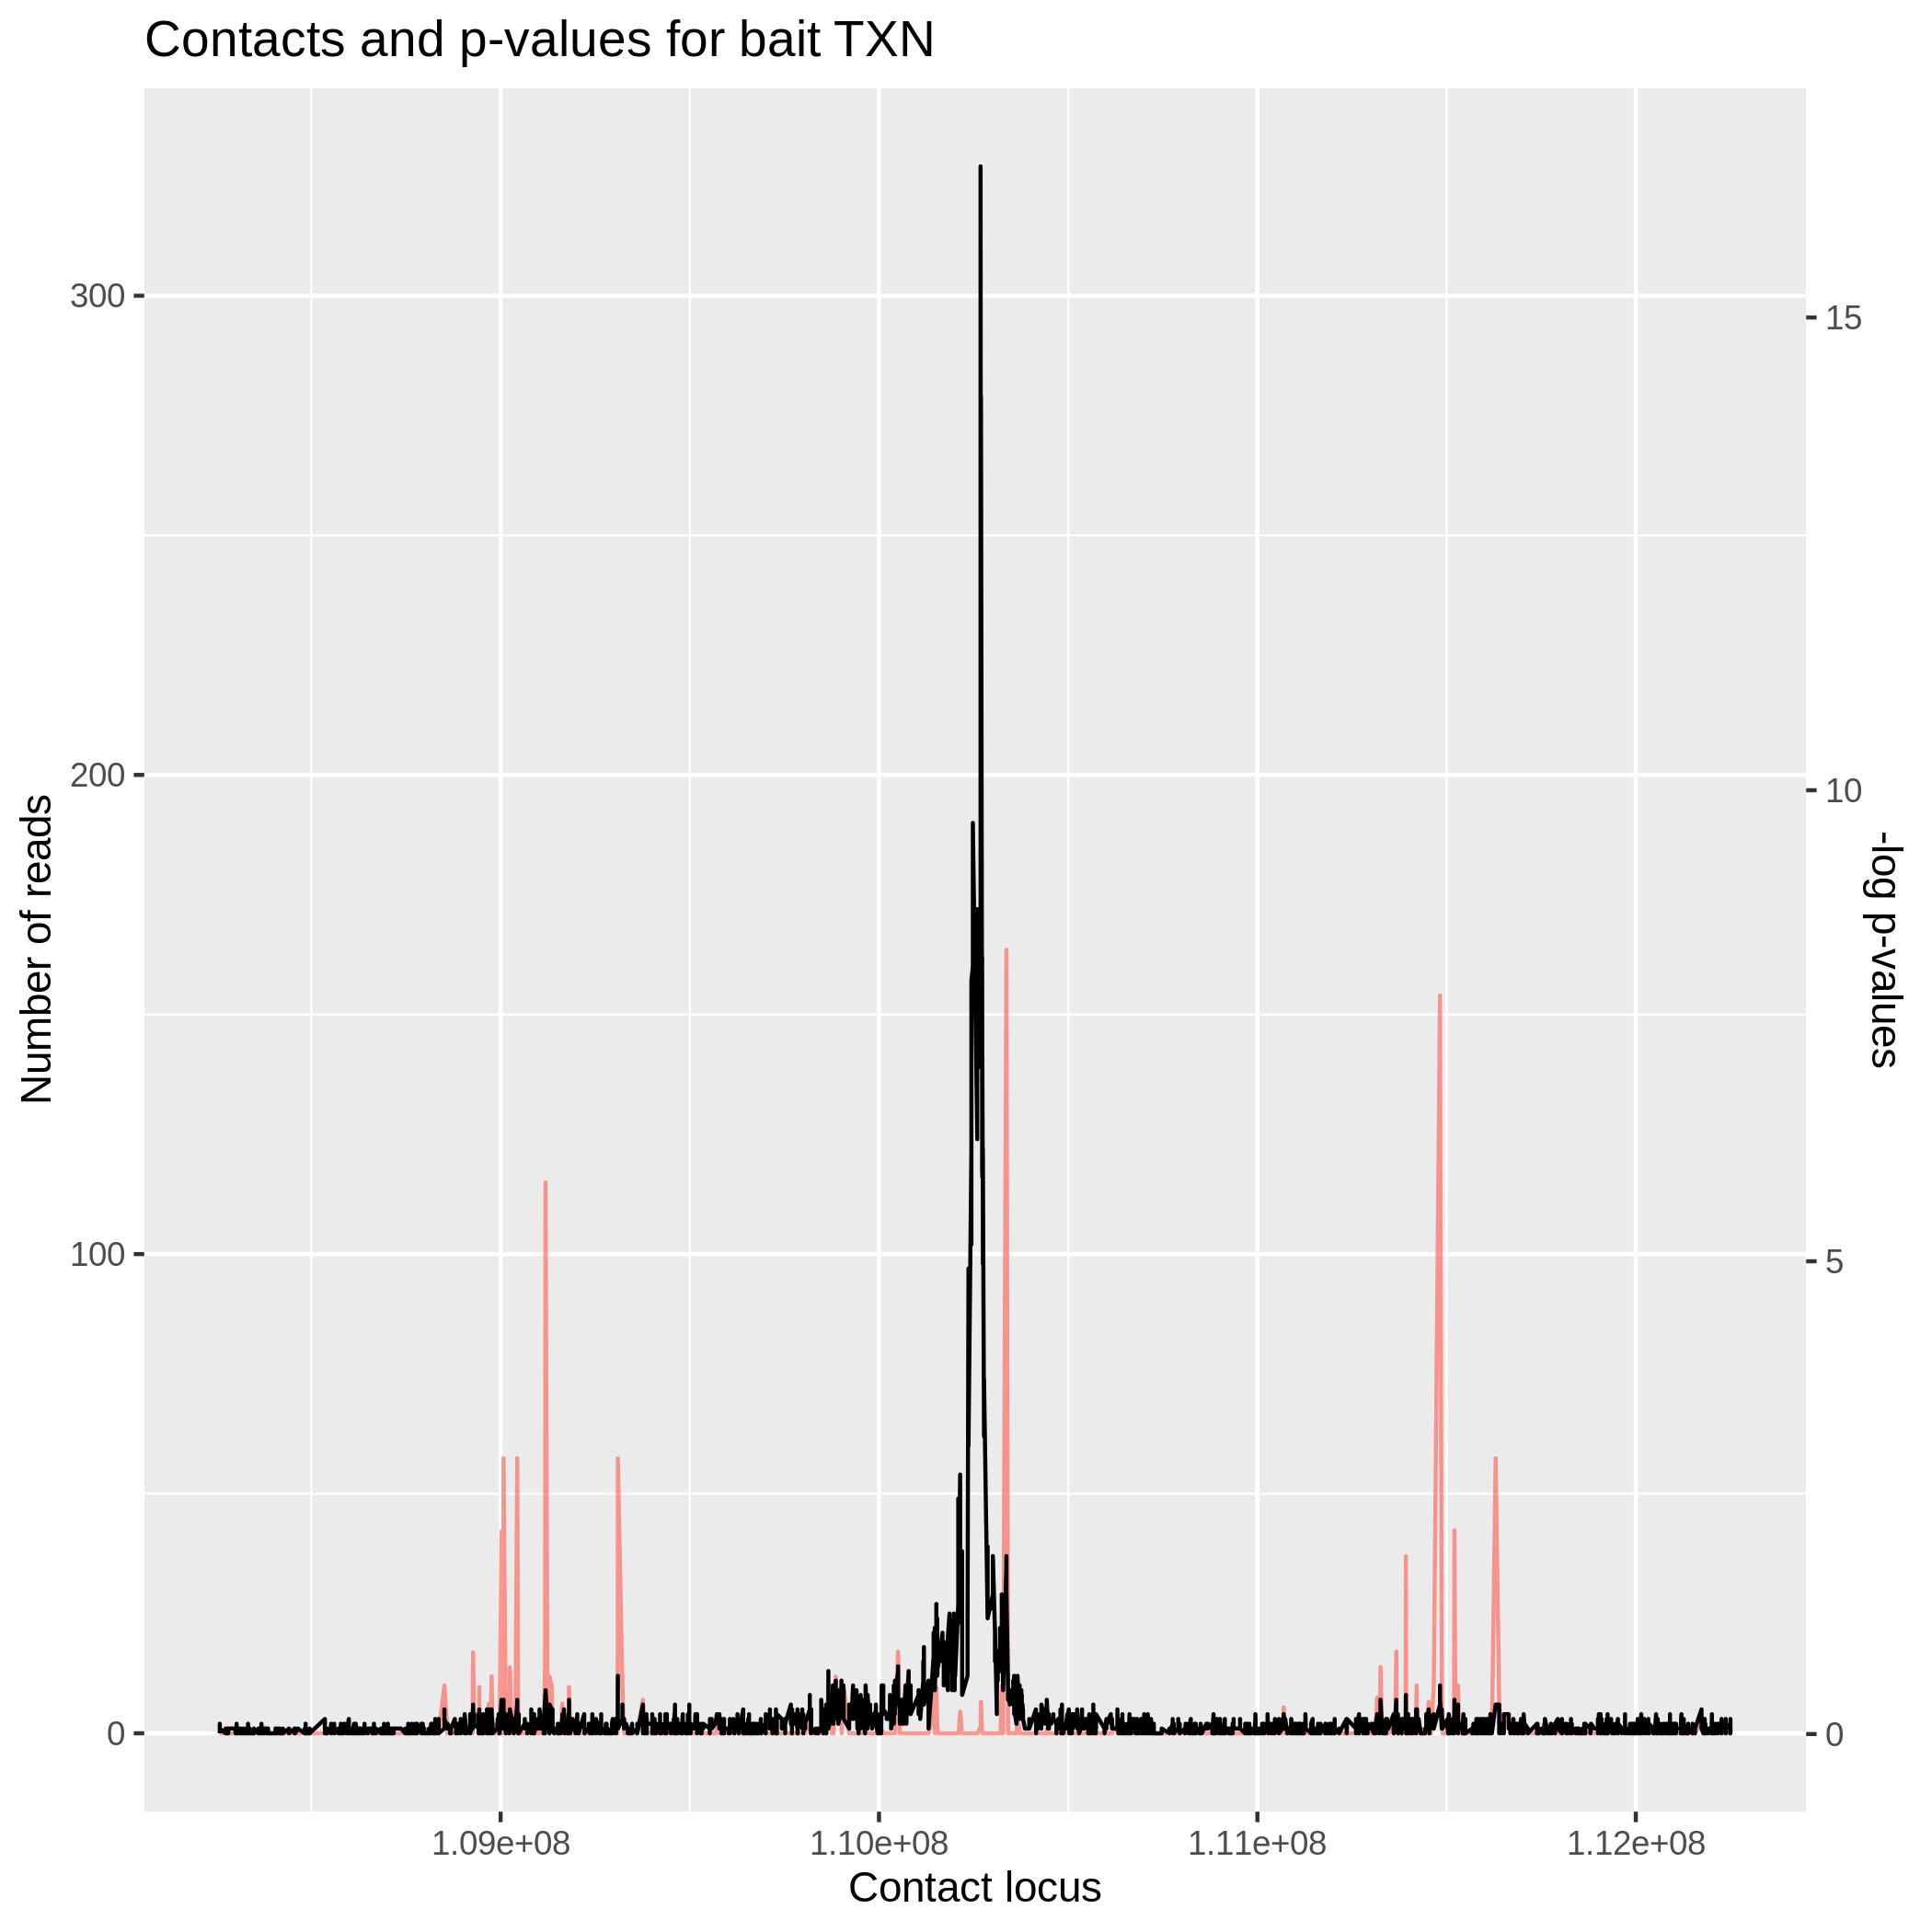 Contacts and p-values for bait TXN
300
200
100
0
Number of reads
15
10
5
0
-log p-values
1.09e+08
1.10e+08
1.11e+08
1.12e+08
Contact locus